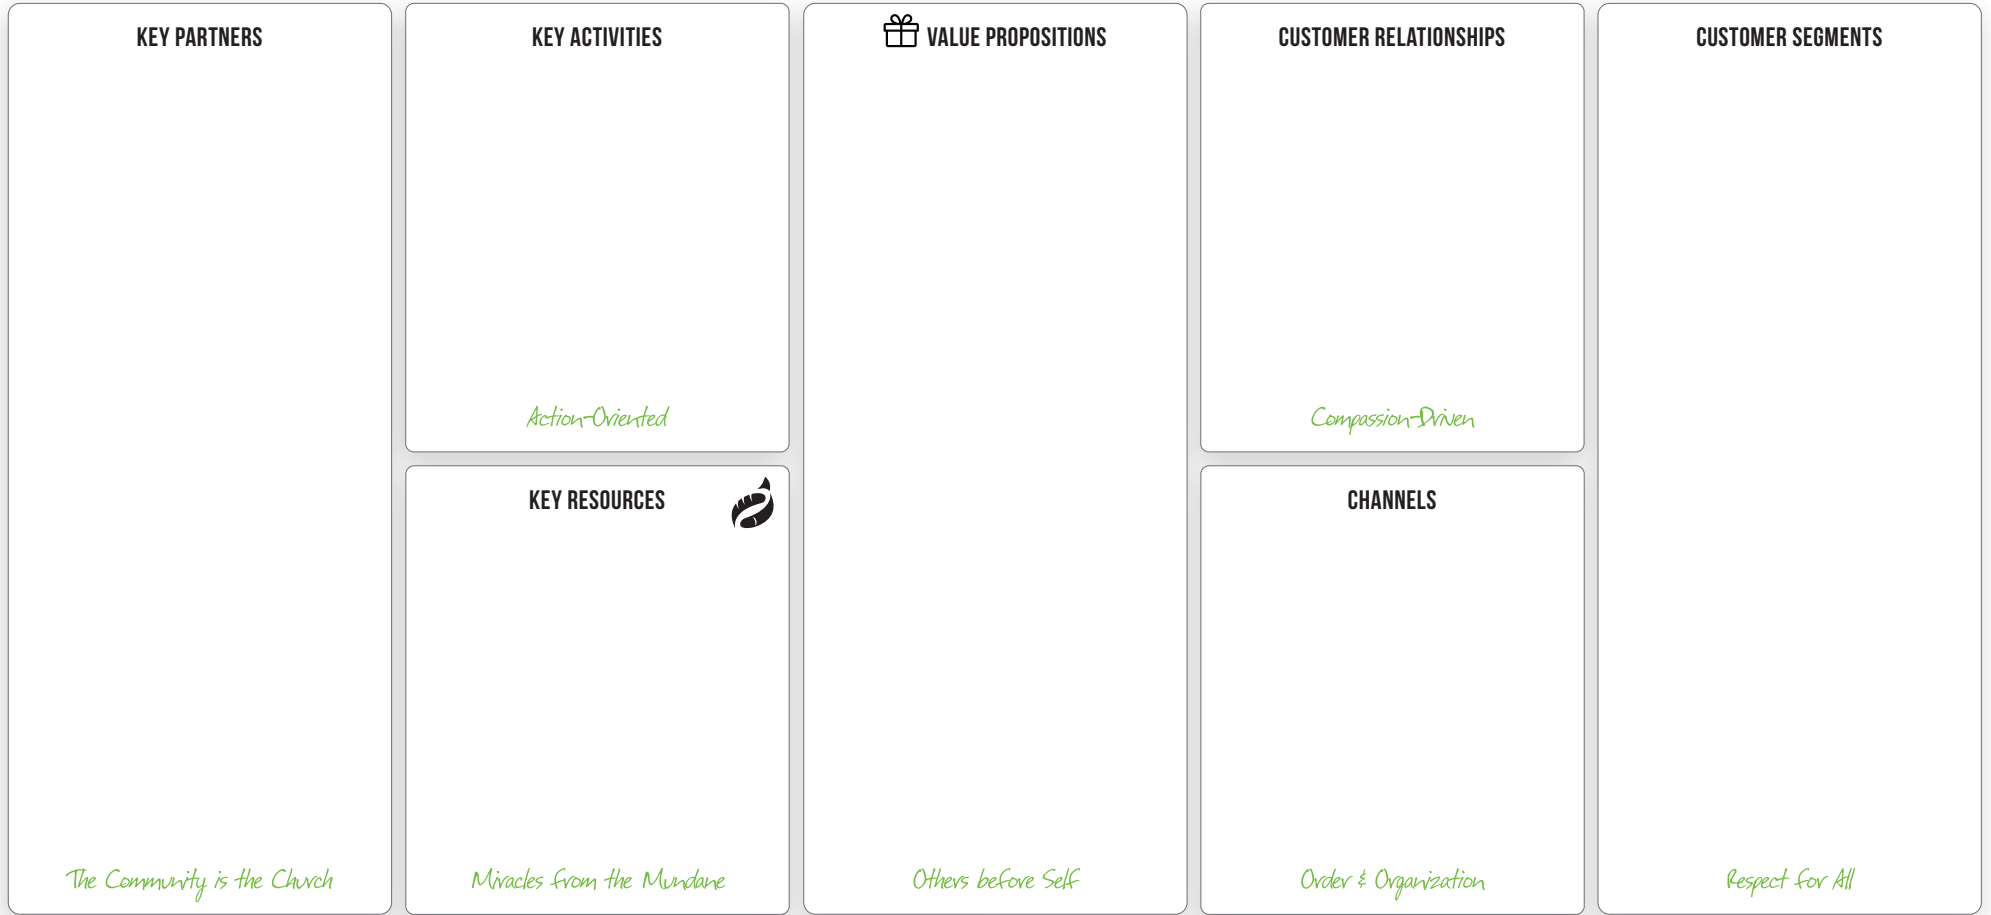 KEY PARTNERS
The Community is the Church
KEY ACTIVITIES
Action-Oriented
KEY RESOURCES
Miracles from the Mundane
VALUE PROPOSITIONS
Others before Self
CUSTOMER RELATIONSHIPS
Compassion-Driven
CHANNELS
Order & Organization
CUSTOMER SEGMENTS
Respect for All